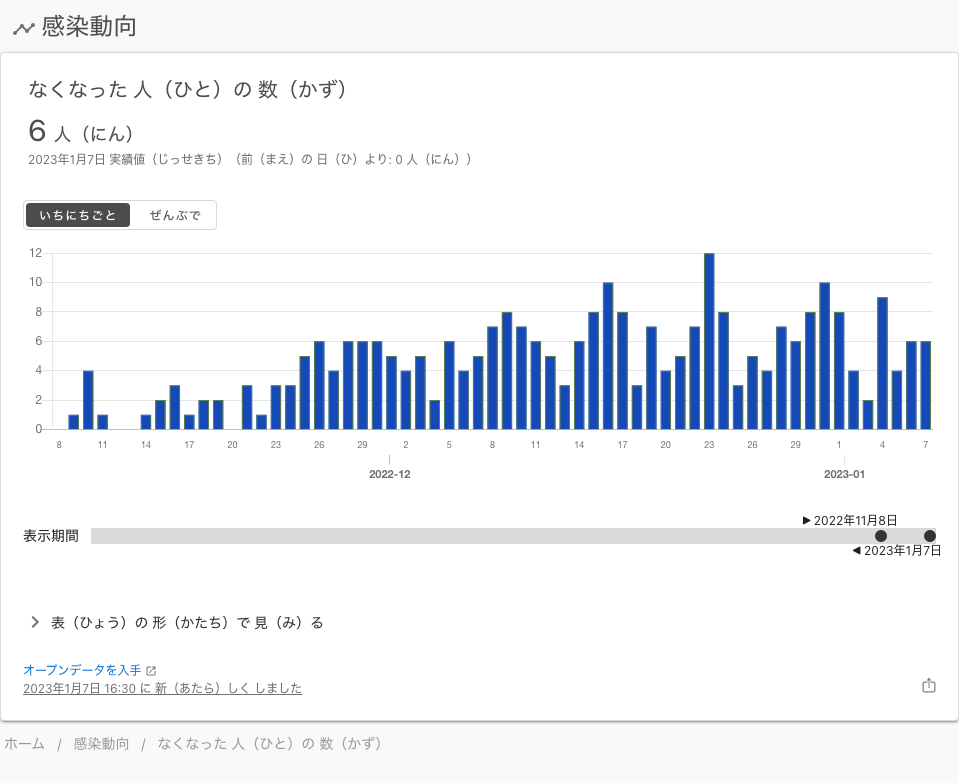 感染動向
なくなった 人（ひと）の 数（かず）
6 人（にん）
2023年1月7日 実績値（じっせきち）（前（まえ）の 日（ひ）より: 0 人（にん））
いちにちごと ぜんぶで
12
10
8
6
4
2
0
8 11 14 17 20 23 26 29 2 5 8 11 14 17 20 23 26 29 1 4 7
2022-12 2023-01
2022年11月8日
表示期間
2023年1月7日
表（ひょう）の 形（かたち）で 見（み）る
オープンデータを入手
2023年1月7日 16:30 に 新（あたら）しく しました
ホーム / 感染動向 / なくなった 人（ひと）の 数（かず）